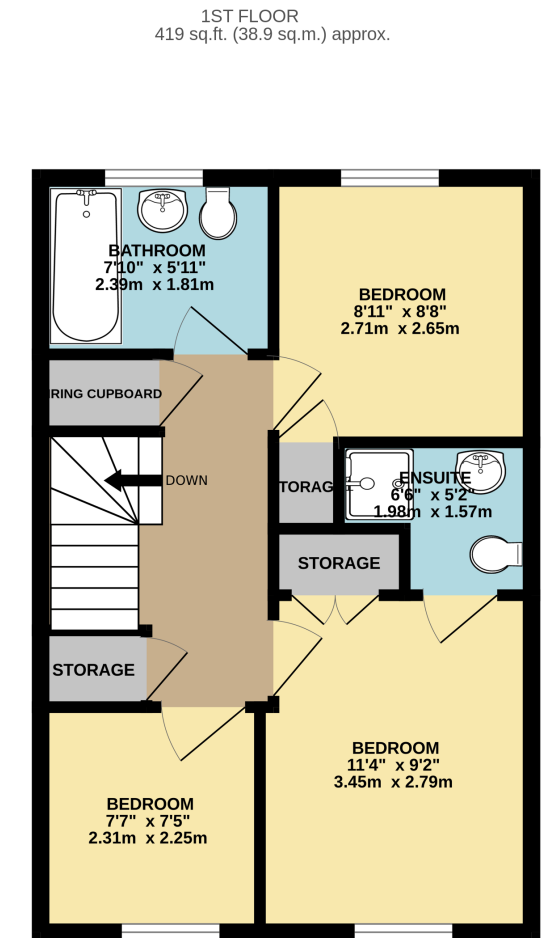 1ST FLOOR
419 sq.ft. (38.9 sq.m.) approx.
BATHROOM
7'10" x 5'11"
2.39m x 1.81m
BEDROOM
8'11" x 8'8"
2.71m x 2.65m
RING CUPBOARD
DOWN
TORAG
ENSUITE
6'6" x 5'2"
1.98m x 1.57m
STORAGE
STORAGE
BEDROOM
11'4" x 9'2"
3.45m x 2.79m
BEDROOM
7'7" x 7'5"
2.31m x 2.25m